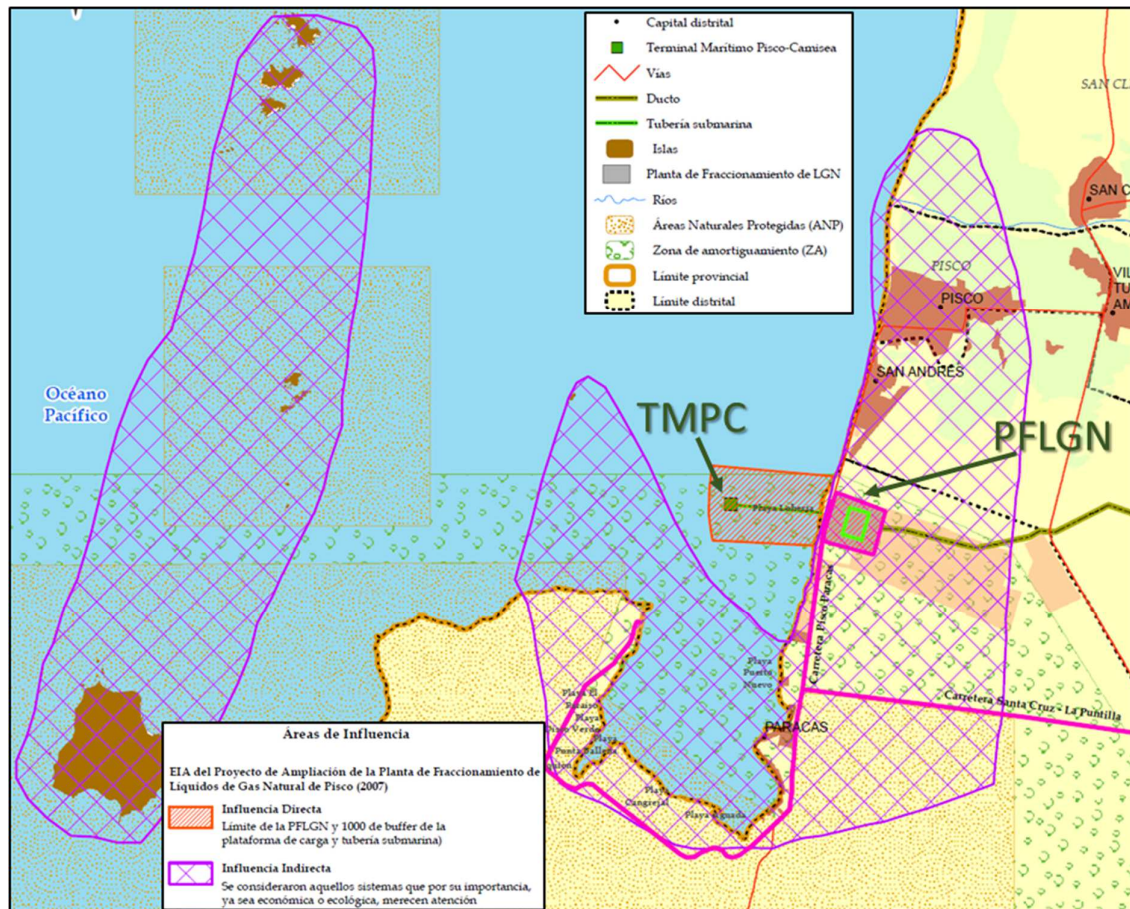 Capital distrital
Terminal Marítimo Pisco-Camisea
Vías
Ducto
Tubería submarina
Islas
Planta de Fraccionamiento de LGN
Ríos
Áreas Naturales Protegidas (ANP)
Zona de amortiguamiento (ZA)
Límite provincial
Límite distrital
SAN CL
SAN C
PISCO
PISCO
VIL
TU
AM
SAN ANDRÉS
Océano
Pacífico
TMPC
PFLGN
Playa Lobería
Carretera Pisco Paracas
Playa
Puerto
Nuevo
Carretera Santa Cruz - La Puntilla
PARACAS
Playa El
Playa
Playa
Punta Ballena
Playa
Cangrejal
Playa Aguada
Áreas de Influencia
EIA del Proyecto de Ampliación de la Planta de Fraccionamiento de
Líquidos de Gas Natural de Pisco (2007)
Influencia Directa
Límite de la PFLGN y 1000 de buffer de la
plataforma de carga y tubería submarina)
Influencia Indirecta
Se consideraron aquellos sistemas que por su importancia,
ya sea económica o ecológica, merecen atención